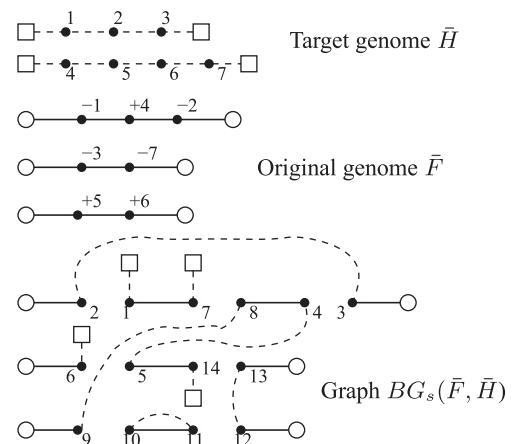 1 2 3
Target genome H̄
4 5 6 7
−1 +4 −2
−3 −7
Original genome F̄
+5 +6
2 1 7 8 4 3
6 5 14 13
Graph BGₛ(F̄, H̄)
9 10 11 12